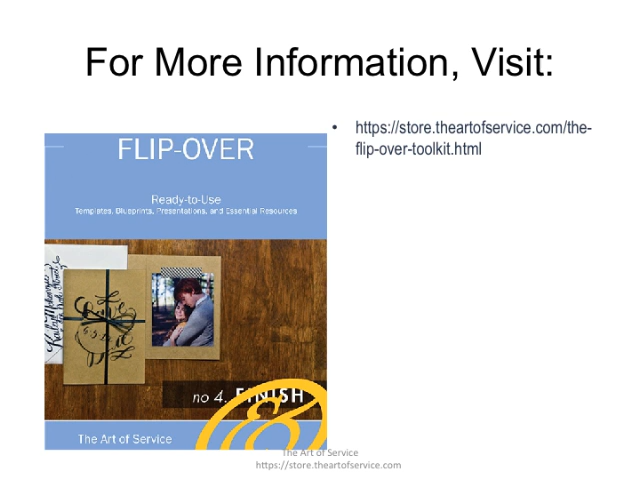 For More Information, Visit:
• https://store.theartofservice.com/the-
flip-over-toolkit.html
FLIP-OVER
Ready-to-Use
Templates, Blueprints, Presentations, and Essential Resources
Love
no 4. FINISH
The Art of Service
The Art of Service
https://store.theartofservice.com